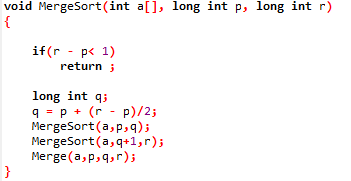 void MergeSort(int a[], long int p, long int r)
{
if(r - p< 1)
return ;
long int q;
q = p + (r - p)/2;
MergeSort(a,p,q);
MergeSort(a,q+1,r);
Merge(a,p,q,r);
}